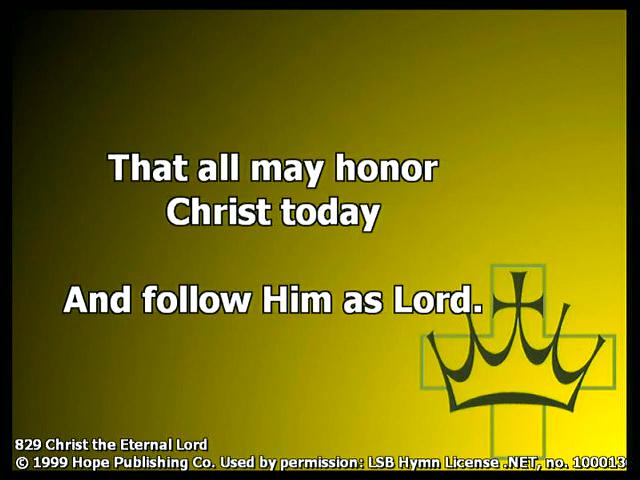 That all may honor
Christ today
And follow Him as Lord.
829 Christ the Eternal Lord
© 1999 Hope Publishing Co. Used by permission: LSB Hymn License .NET, no. 100013